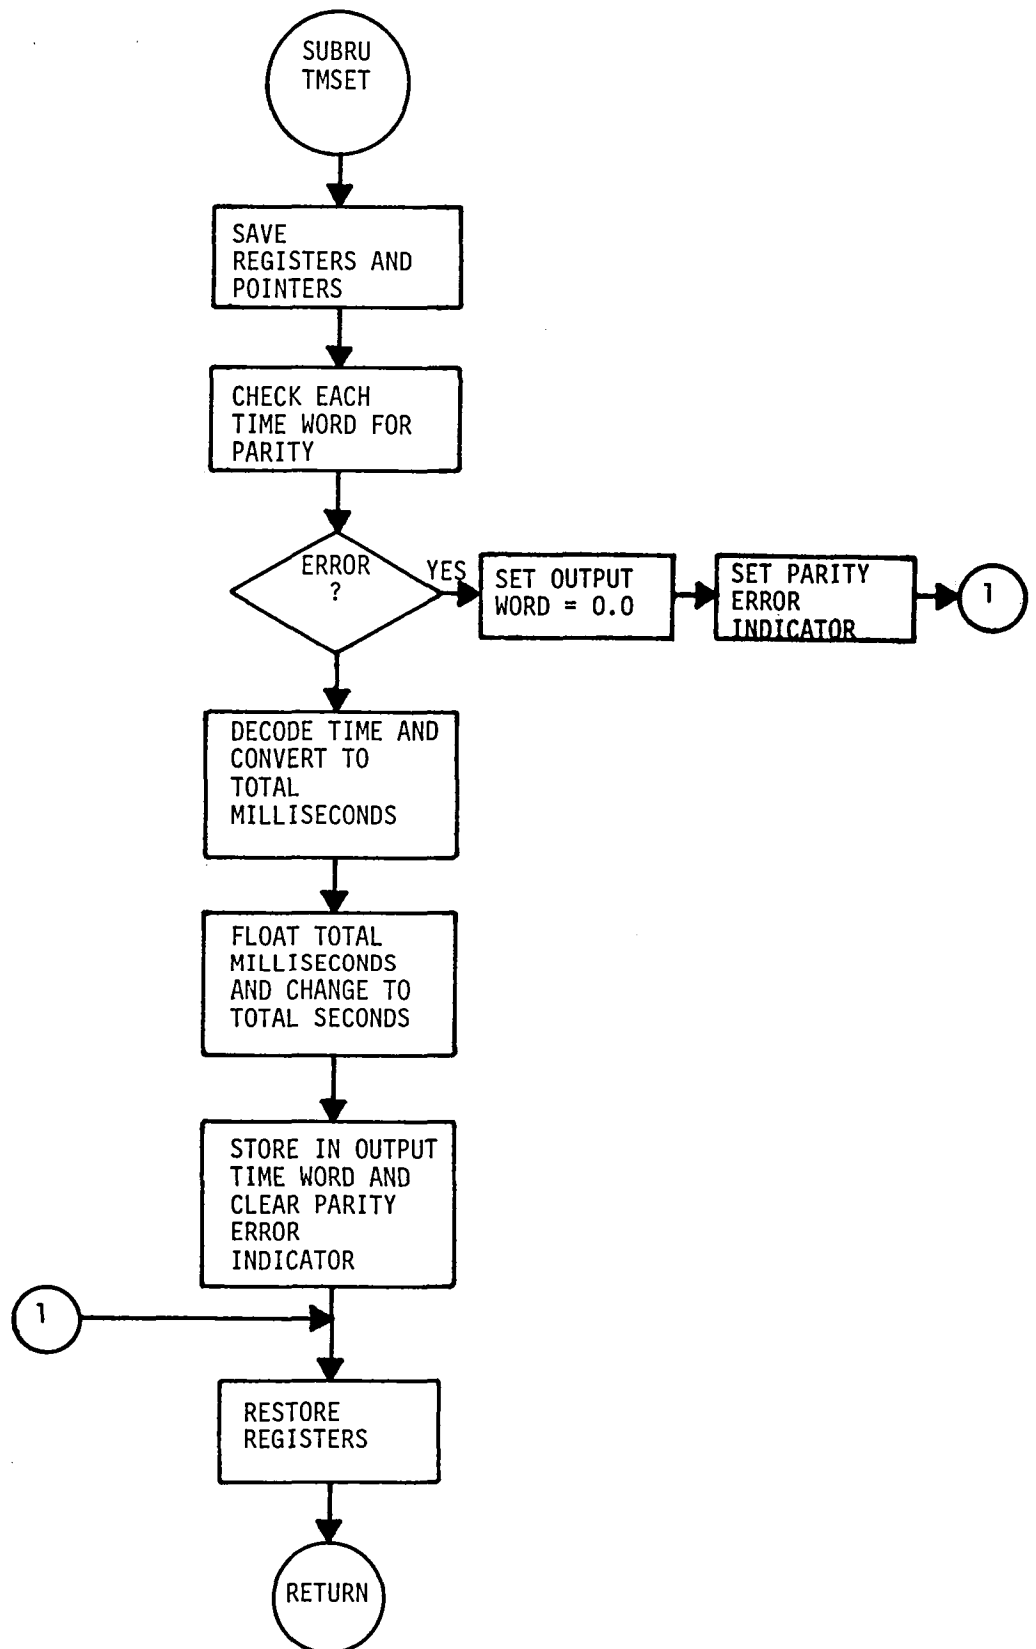 SUBRU
TMSET
SAVE
REGISTERS AND
POINTERS
CHECK EACH
TIME WORD FOR
PARITY
ERROR
?
YES
SET OUTPUT
WORD = 0.0
SET PARITY
ERROR
INDICATOR
1
DECODE TIME AND
CONVERT TO
TOTAL
MILLISECONDS
FLOAT TOTAL
MILLISECONDS
AND CHANGE TO
TOTAL SECONDS
STORE IN OUTPUT
TIME WORD AND
CLEAR PARITY
ERROR
INDICATOR
1
RESTORE
REGISTERS
RETURN